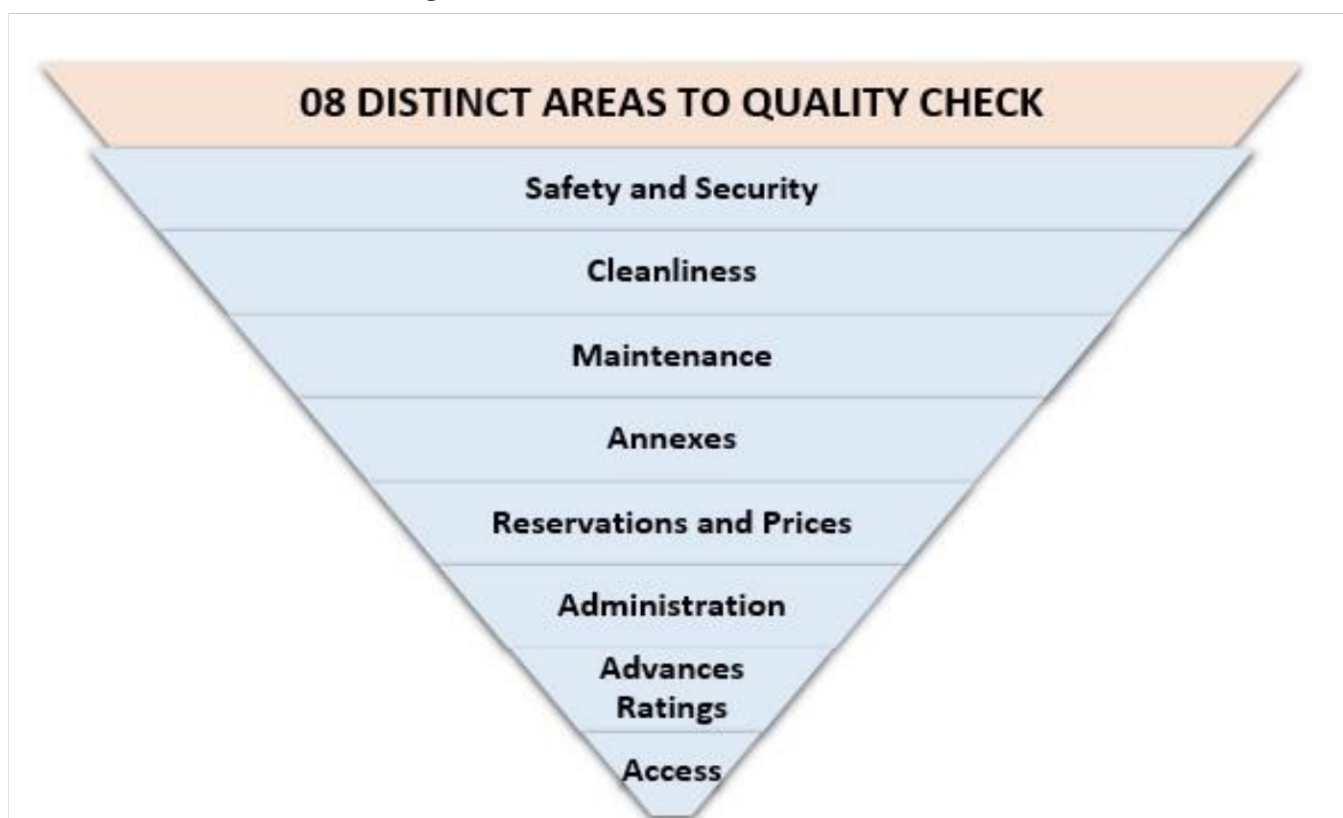 08 DISTINCT AREAS TO QUALITY CHECK
Safety and Security
Cleanliness
Maintenance
Annexes
Reservations and Prices
Administration
Advances
Ratings
Access